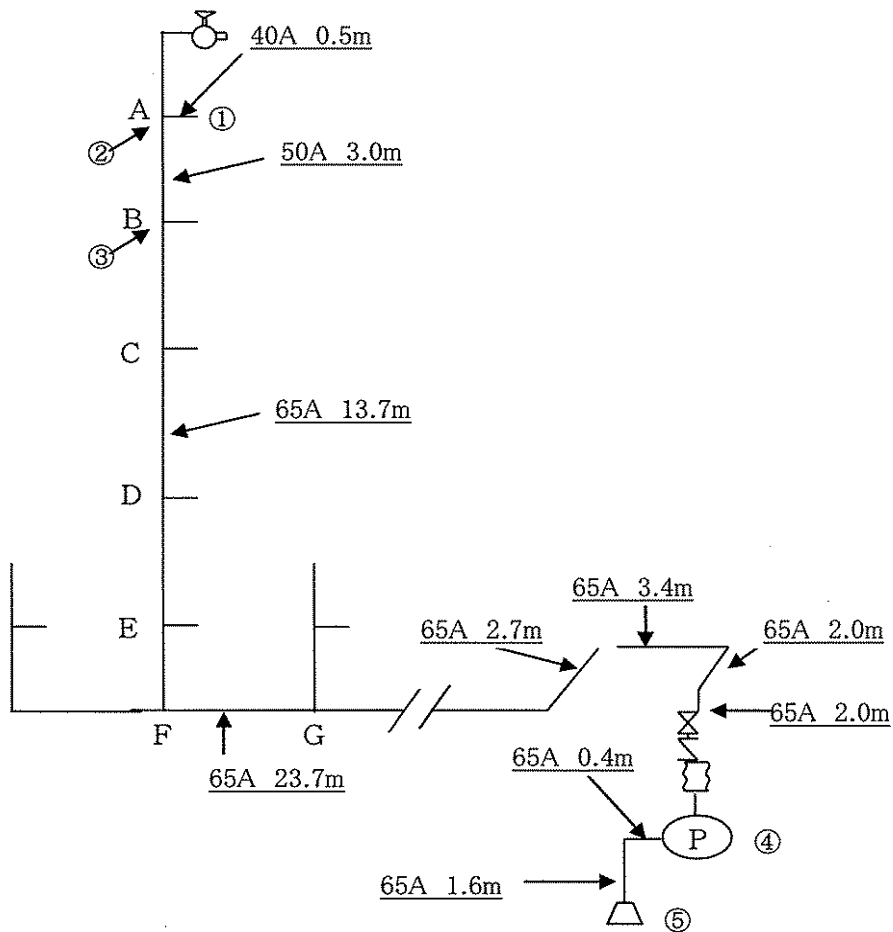 40A 0.5m
A
①
②
50A 3.0m
B
③
C
65A 13.7m
D
65A 3.4m
E
65A 2.7m
65A 2.0m
65A 2.0m
F
G
65A 23.7m
65A 0.4m
P
④
65A 1.6m
⑤